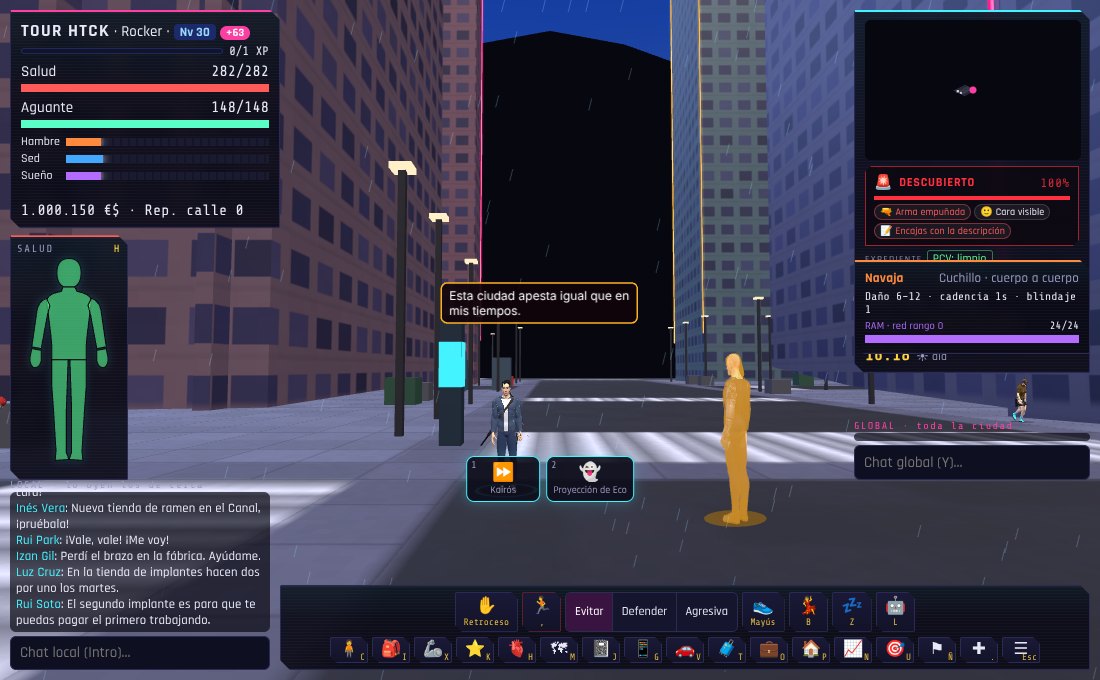 TOUR HTCK · Rocker · Nv 30 +63
0/1 XP
Salud 282/282
Aguante 148/148
Hambre
Sed
Sueño
1.000.150 €$ · Rep. calle 0
SALUD H
DESCUBIERTO 100%
Arma empuñada
Cara visible
Encajas con la descripción
EXPEDIENTE PCV: limpio
Navaja Cuchillo · cuerpo a cuerpo
Daño 6-12 · cadencia 1s · blindaje
1
RAM · red rango 0 24/24
GLOBAL · toda la ciudad
Chat global (Y)...
Esta ciudad apesta igual que en
mis tiempos.
1 Kairós
2 Proyección de Eco
Inés Vera: Nueva tienda de ramen en el Canal,
¡pruébala!
Rui Park: ¡Vale, vale! ¡Me voy!
Izan Gil: Perdí el brazo en la fábrica. Ayúdame.
Luz Cruz: En la tienda de implantes hacen dos
por uno los martes.
Rui Soto: El segundo implante es para que te
puedas pagar el primero trabajando.
Chat local (Intro)...
Retroceso , Evitar Defender Agresiva Mayús B Z L
C I X K H M J G V T O P N U Ñ . Esc